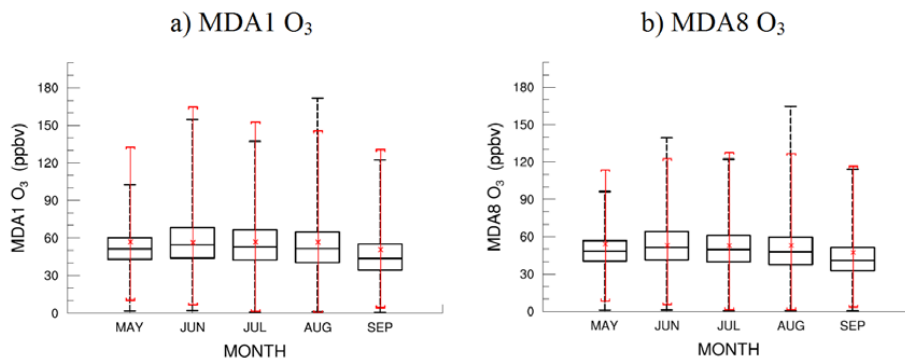 a) MDA1 O₃
b) MDA8 O₃
MDA1 O₃ (ppbv)
180
150
120
90
60
30
0
MAY JUN JUL AUG SEP
MONTH
MDA8 O₃ (ppbv)
180
150
120
90
60
30
0
MAY JUN JUL AUG SEP
MONTH